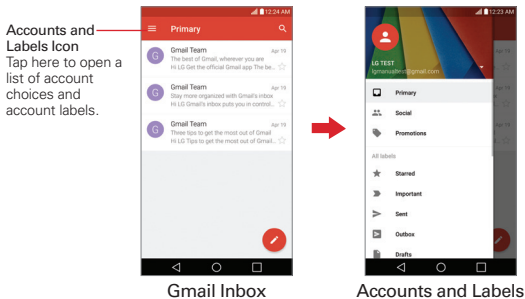 Accounts and
Labels Icon
Tap here to open a
list of account
choices and
account labels.
12:24 AM
Primary
Gmail Team Apr 19
The best of Gmail, wherever you are
Hi LG Get the official Gmail app The be...
Gmail Team Apr 19
Stay more organized with Gmail's inbox
Hi LG Gmail's inbox puts you in control...
Gmail Team Apr 19
Three tips to get the most out of Gmail
Hi LG Tips to get the most out of Gmail...
G
G
G
Gmail Inbox
12:23 AM
LG TEST
lgmanualtest@gmail.com
Primary
Social
Promotions
All labels
Starred
Important
Sent
Outbox
Drafts
Accounts and Labels